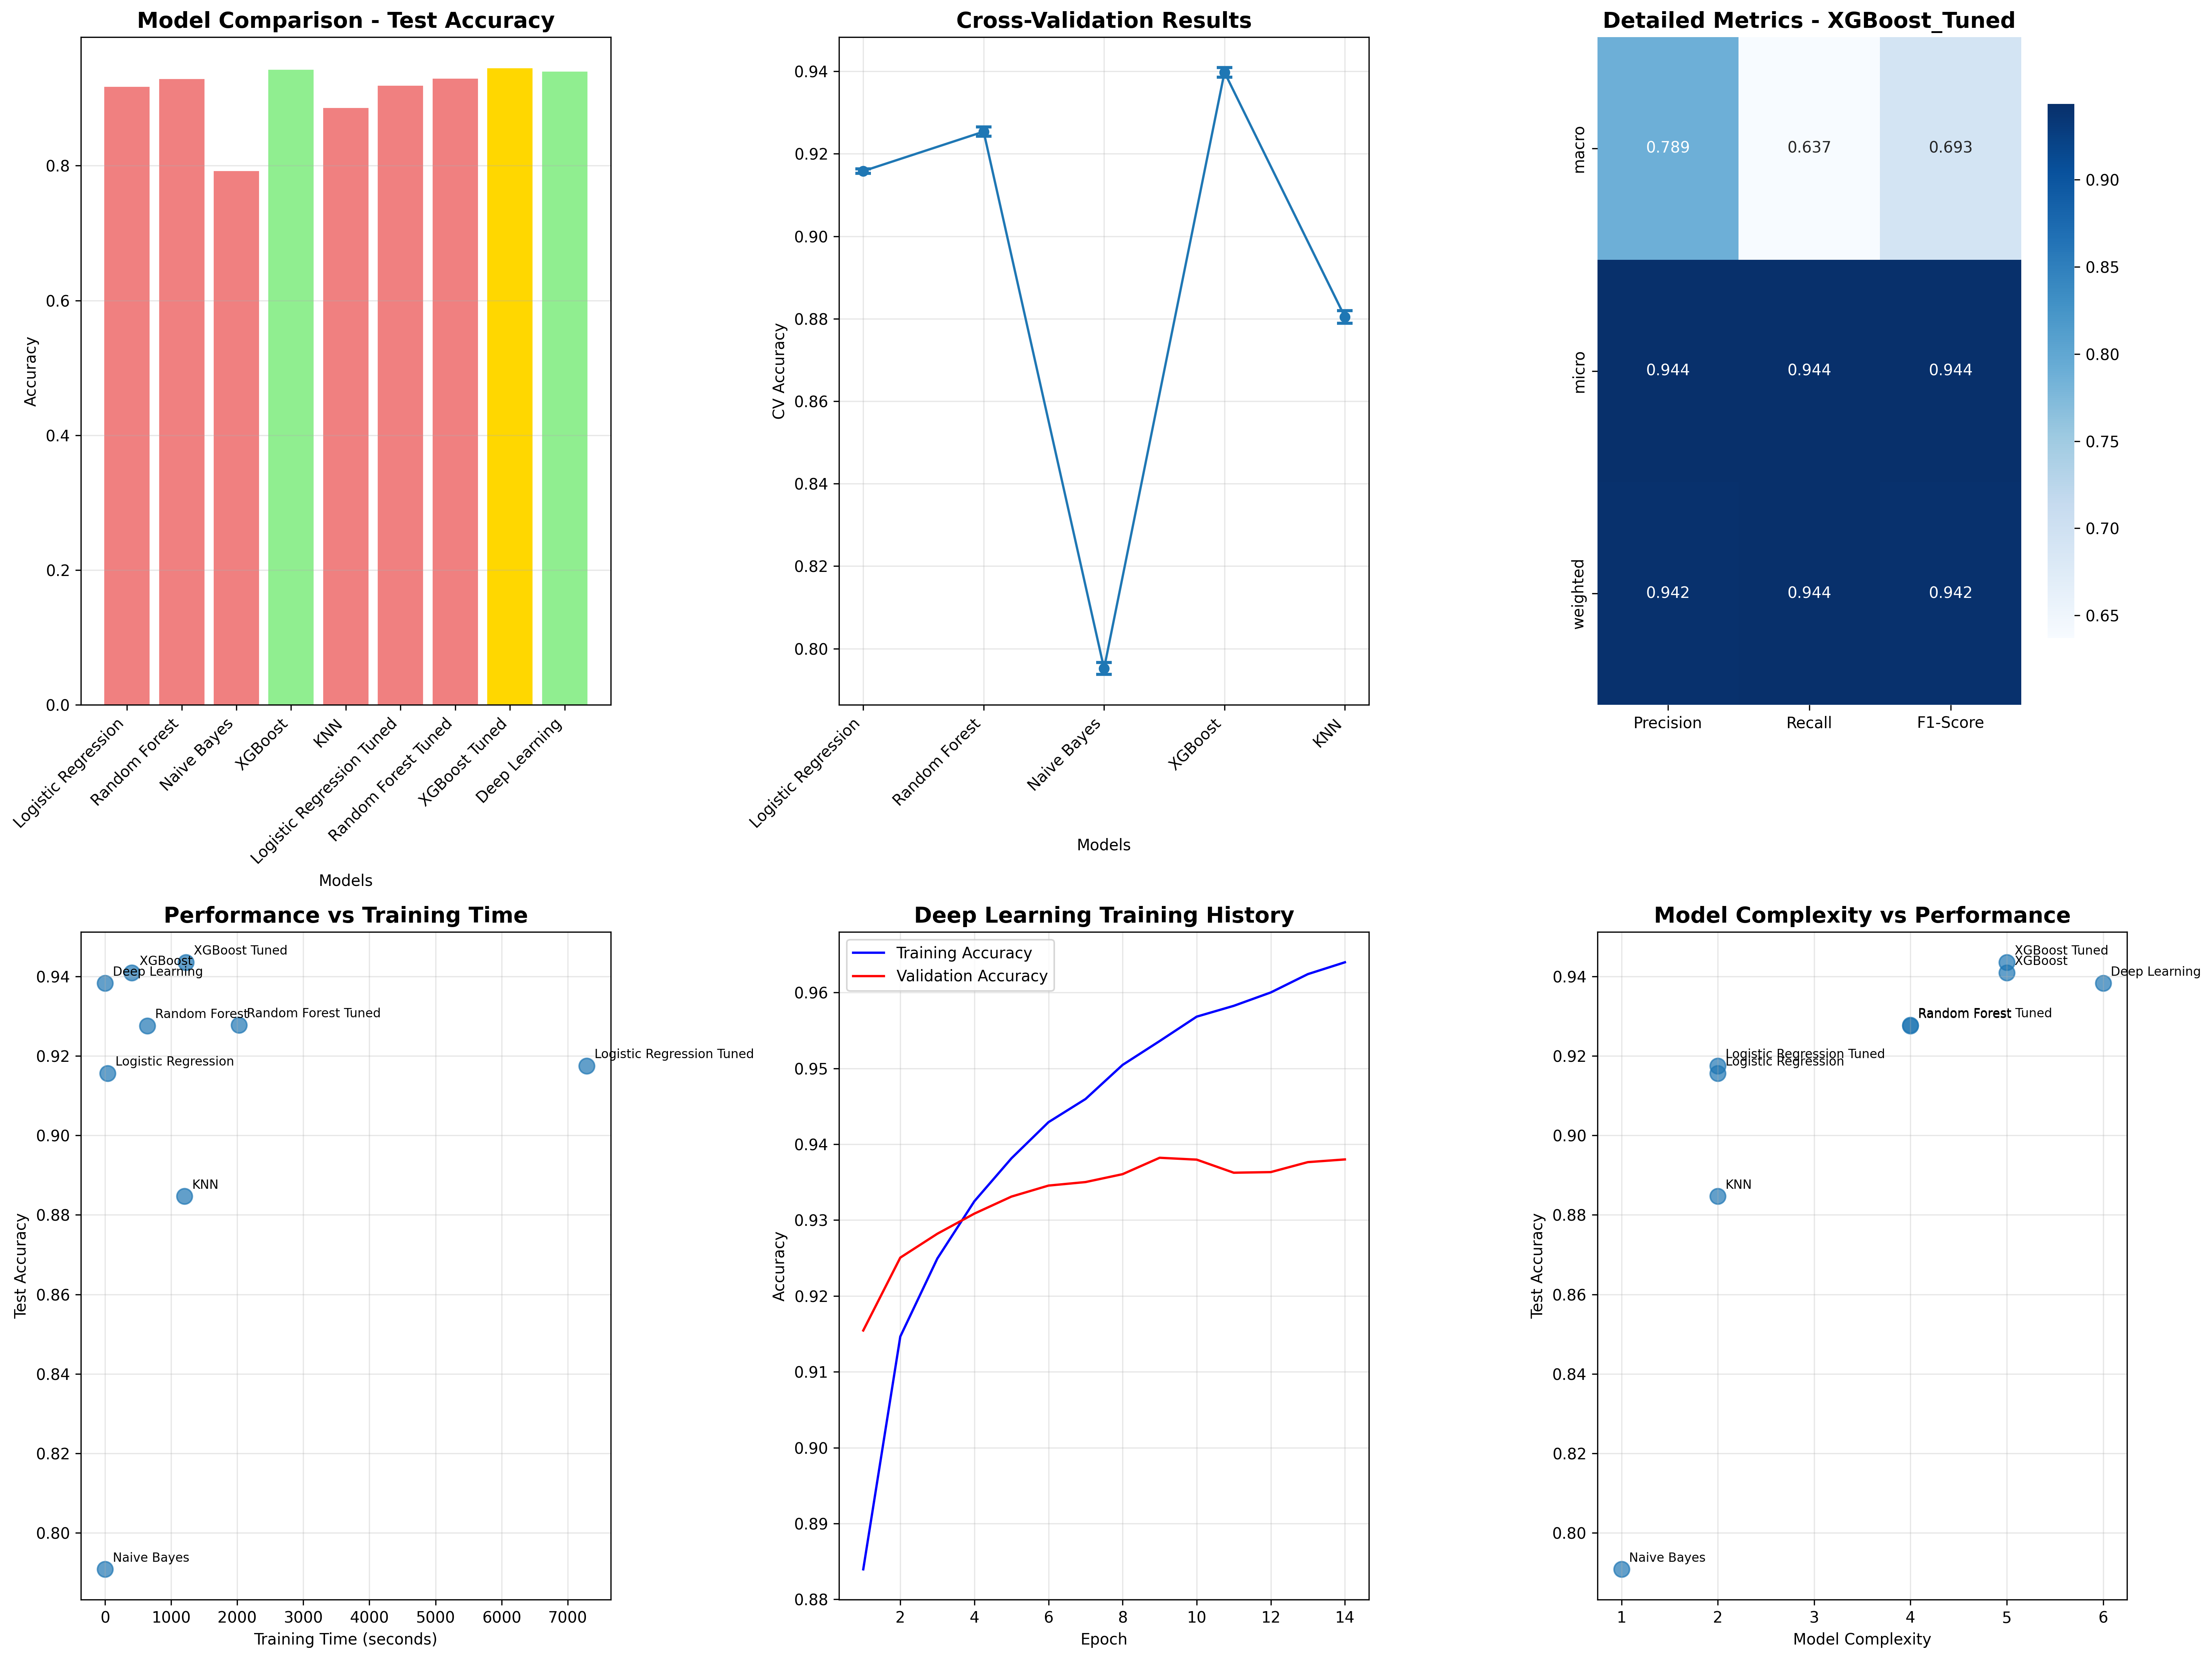 Model Comparison - Test Accuracy
Accuracy
0.8
0.6
0.4
0.2
0.0
Logistic Regression
Random Forest
Naive Bayes
XGBoost
KNN
Logistic Regression Tuned
Random Forest Tuned
XGBoost Tuned
Deep Learning
Models
Cross-Validation Results
CV Accuracy
0.94
0.92
0.90
0.88
0.86
0.84
0.82
0.80
Logistic Regression
Random Forest
Naive Bayes
XGBoost
KNN
Models
Detailed Metrics - XGBoost_Tuned
macro
0.789 0.637 0.693
micro
0.944 0.944 0.944
weighted
0.942 0.944 0.942
Precision Recall F1-Score
0.90
0.85
0.80
0.75
0.70
0.65
Performance vs Training Time
Test Accuracy
0.94
0.92
0.90
0.88
0.86
0.84
0.82
0.80
XGBoost Tuned
XGBoost
Deep Learning
Random Forest
Random Forest Tuned
Logistic Regression
Logistic Regression Tuned
KNN
Naive Bayes
0 1000 2000 3000 4000 5000 6000 7000
Training Time (seconds)
Deep Learning Training History
Training Accuracy
Validation Accuracy
Accuracy
0.96
0.95
0.94
0.93
0.92
0.91
0.90
0.89
0.88
2 4 6 8 10 12 14
Epoch
Model Complexity vs Performance
Test Accuracy
0.94
0.92
0.90
0.88
0.86
0.84
0.82
0.80
XGBoost Tuned
XGBoost
Deep Learning
Random Forest
Random Forest Tuned
Logistic Regression Tuned
Logistic Regression
KNN
Naive Bayes
1 2 3 4 5 6
Model Complexity